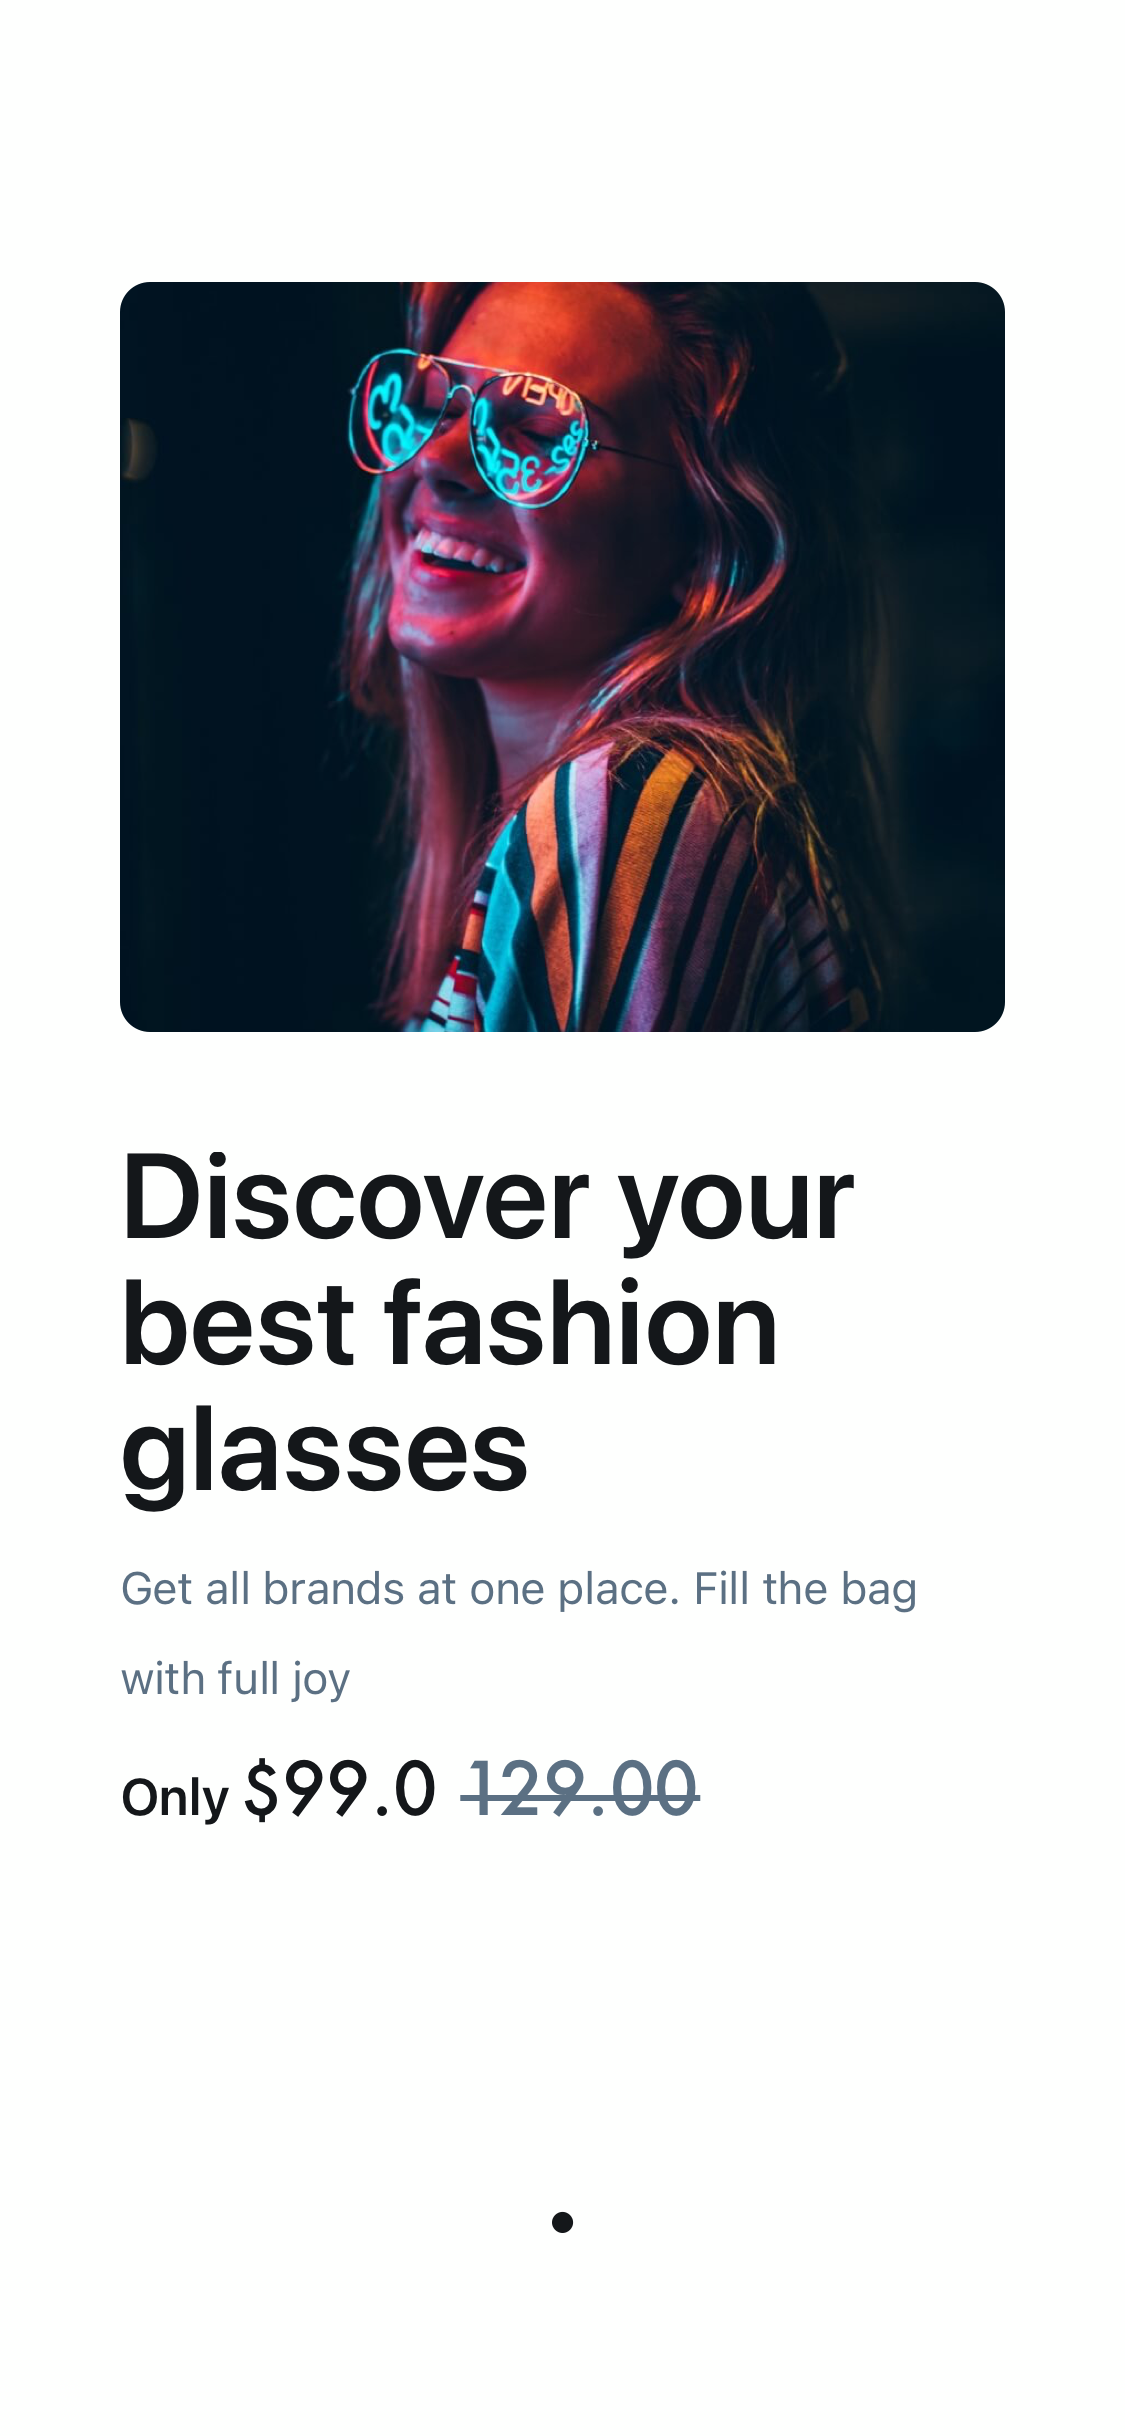 OPEN
Discover your
best fashion
glasses
Get all brands at one place. Fill the bag
with full joy
Only $99.0 129.00